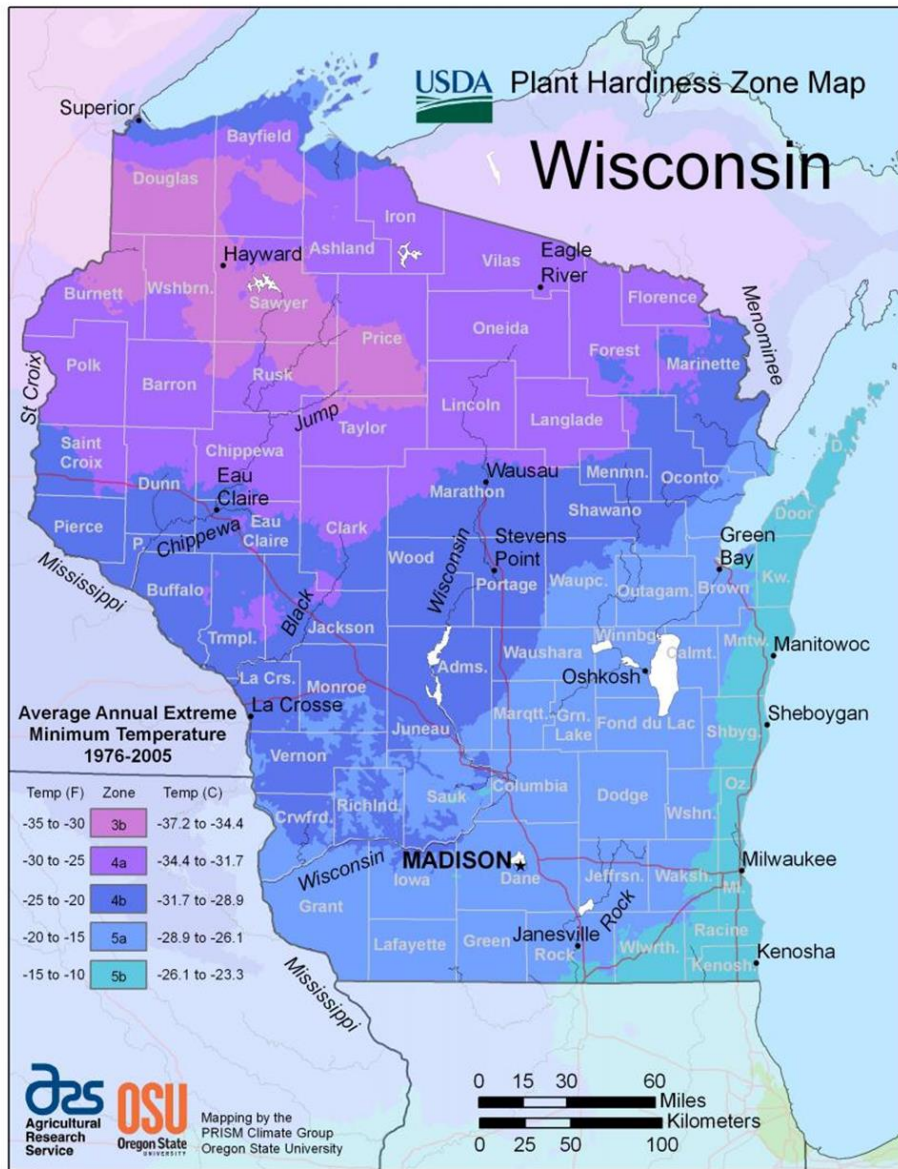 USDA Plant Hardiness Zone Map
Wisconsin
Superior
Bayfield
Douglas
Iron
Ashland
Hayward
Vilas
Eagle
River
Burnett
Wshbrn.
Sawyer
Florence
Menominee
Oneida
Price
Forest
Marinette
St Croix
Polk
Barron
Rusk
Jump
Lincoln
Langlade
Taylor
Saint
Croix
Chippewa
Dunn
Eau
Claire
Marathon
Wausau
Menmn.
Oconto
D.
Door
Pierce
P.
Chippewa
Eau
Claire
Clark
Shawano
Green
Bay
Mississippi
Wood
Wisconsin
Stevens
Point
Portage
Waupc.
Outagam.
Brown
Kw.
Buffalo
Trmpl.
Black
Jackson
Adms.
Waushara
Winnbg.
Calmt.
Mntw.
Manitowoc
Oshkosh
La Crs.
Monroe
La Crosse
Juneau
Marqtt.
Grn.
Lake
Fond du Lac
Shbyg.
Sheboygan
Vernon
Richlnd.
Sauk
Columbia
Dodge
Wshn.
Oz.
Crwfrd.
Wisconsin
MADISON
Dane
Iowa
Jeffrsn.
Waksh.
Milwaukee
Ml.
Grant
Lafayette
Green
Janesville
Rock
Rock
Wlwrth.
Racine
Kenosh.
Kenosha
Mississippi
Average Annual Extreme
Minimum Temperature
1976-2005
Temp (F) Zone Temp (C)
-35 to -30 3b -37.2 to -34.4
-30 to -25 4a -34.4 to -31.7
-25 to -20 4b -31.7 to -28.9
-20 to -15 5a -28.9 to -26.1
-15 to -10 5b -26.1 to -23.3
ars
Agricultural
Research
Service
OSU
Oregon State
UNIVERSITY
Mapping by the
PRISM Climate Group
Oregon State University
0 15 30 60
Miles
Kilometers
0 25 50 100